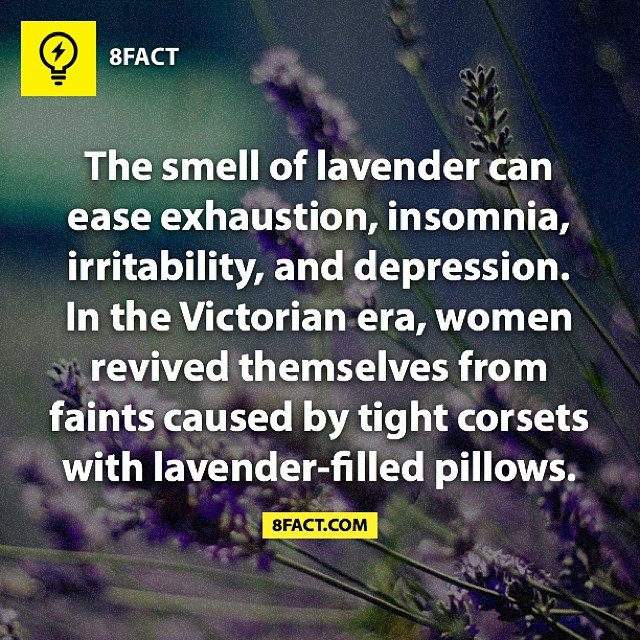 8FACT
The smell of lavender can
ease exhaustion, insomnia,
irritability, and depression.
In the Victorian era, women
revived themselves from
faints caused by tight corsets
with lavender-filled pillows.
8FACT.COM